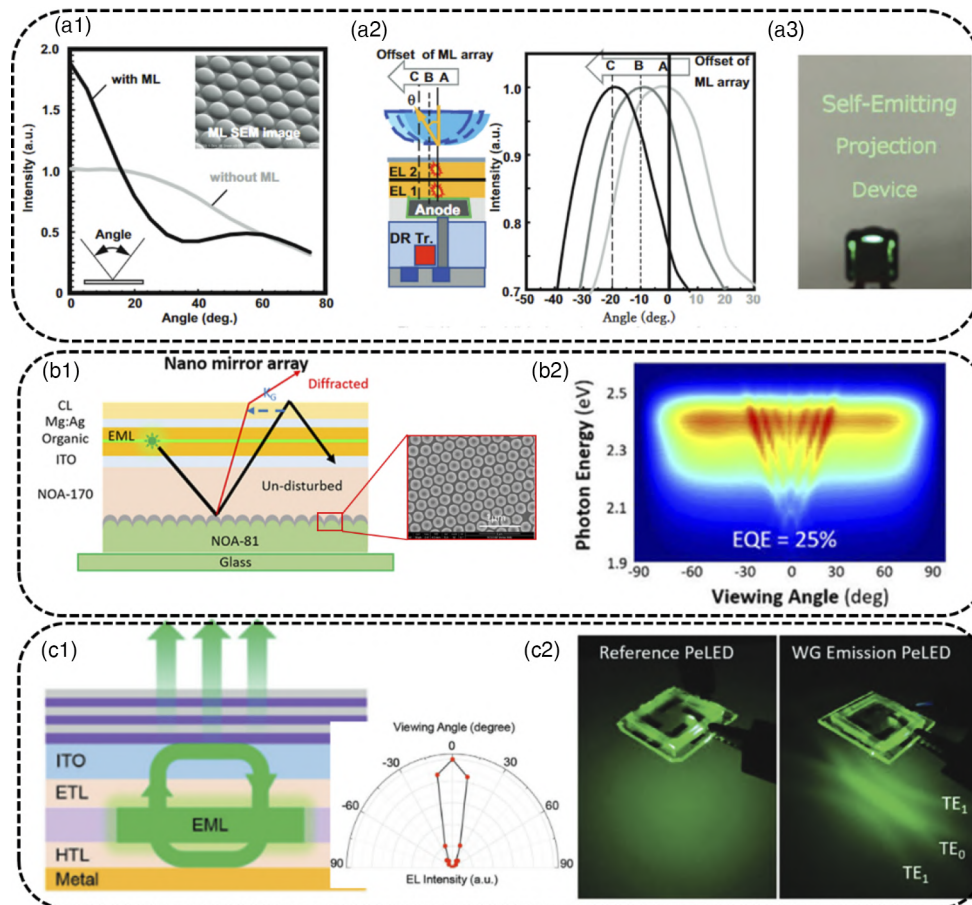 (a1)
2.0
1.5
1.0
0.5
0
Intensity (a.u.)
with ML
ML SEM image
without ML
Angle
0
20
40
60
80
Angle (deg.)
(a2)
Offset of ML array
C B A
θ
EL 2
EL 1
Anode
DR Tr.
Intensity (a.u.)
1.0
0.9
0.8
0.7
C B A
Offset of
ML array
-50 -40 -30 -20 -10 0 10 20 30
Angle (deg.)
(a3)
Self-Emitting
Projection
Device
(b1)
Nano mirror array
Diffracted
K_G
CL
Mg:Ag
Organic
EML
ITO
NOA-170
Un-disturbed
NOA-81
Glass
1μm
(b2)
Photon Energy (eV)
2.5
2.3
2.1
1.9
EQE = 25%
-90 -60 -30 0 30 60 90
Viewing Angle (deg)
(c1)
ITO
ETL
EML
HTL
Metal
Viewing Angle (degree)
0
-30
30
60
60
90
90
EL Intensity (a.u.)
(c2)
Reference PeLED
WG Emission PeLED
TE1
TE0
TE1